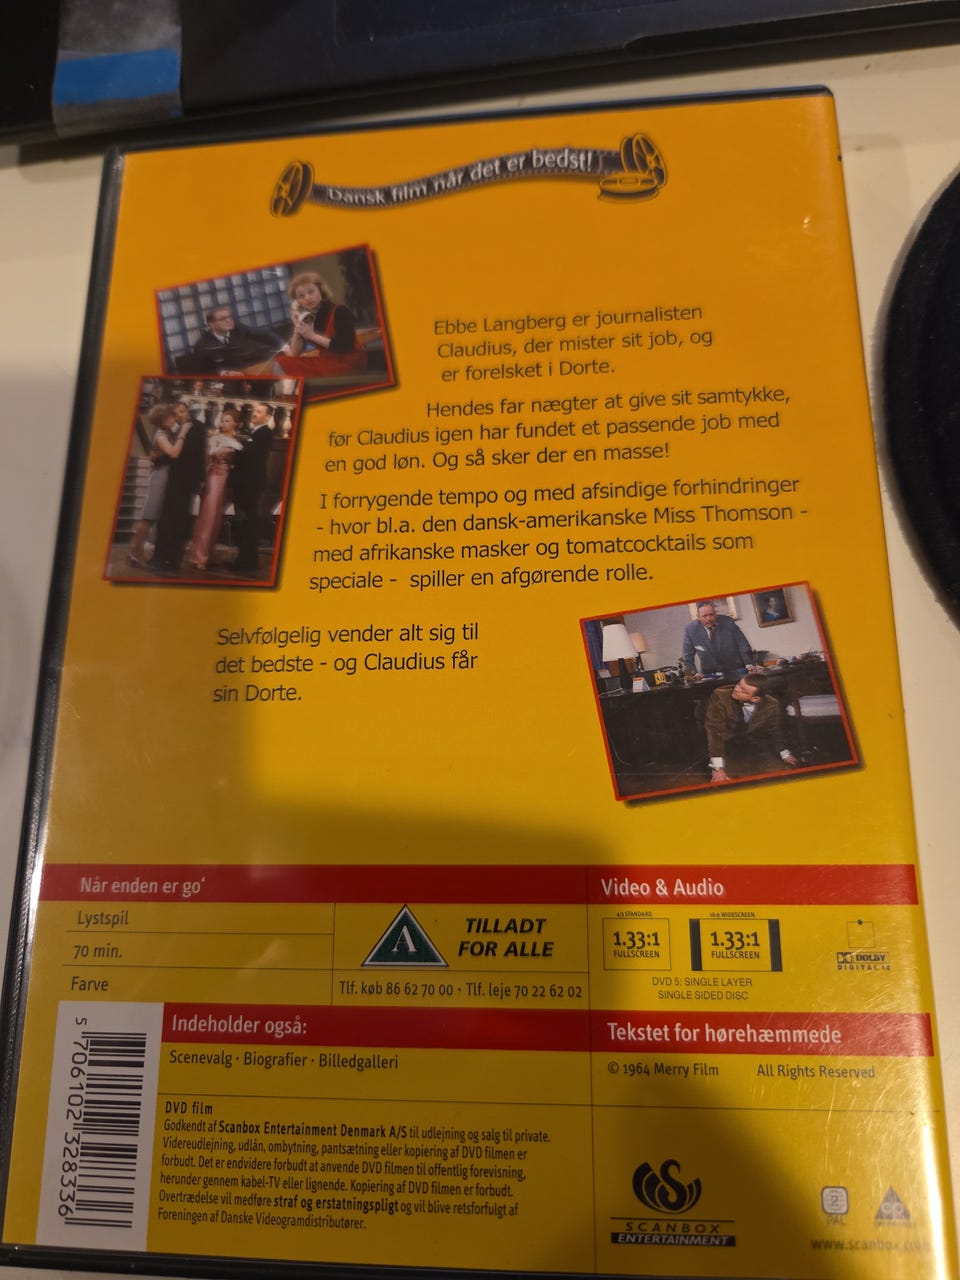 Dansk film når det er bedst!
Ebbe Langberg er journalisten
Claudius, der mister sit job, og
er forelsket i Dorte.
Hendes far nægter at give sit samtykke,
før Claudius igen har fundet et passende job med
en god løn. Og så sker der en masse!
I forrygende tempo og med afsindige forhindringer
- hvor bl.a. den dansk-amerikanske Miss Thomson -
med afrikanske masker og tomatcocktails som
speciale - spiller en afgørende rolle.
Selvfølgelig vender alt sig til
det bedste - og Claudius får
sin Dorte.
Når enden er go'
Lystspil
70 min.
Farve
A
TILLADT
FOR ALLE
Tlf. køb 86 62 70 00 · Tlf. leje 70 22 62 02
Video & Audio
4:3 STANDARD
1.33:1
FULLSCREEN
16:9 WIDESCREEN
1.33:1
FULLSCREEN
DOLBY
DIGITAL
DVD 5: SINGLE LAYER
SINGLE SIDED DISC
Indeholder også:
Scenevalg · Biografier · Billedgalleri
Tekstet for hørehæmmede
© 1964 Merry Film All Rights Reserved
DVD film
Godkendt af Scanbox Entertainment Denmark A/S til udlejning og salg til private.
Videreudlejning, udlån, ombytning, pantsætning eller kopiering af DVD filmen er
forbudt. Det er endvidere forbudt at anvende DVD filmen til offentlig forevisning,
herunder gennem kabel-TV eller lignende. Kopiering af DVD filmen er forbudt.
Overtrædelse vil medføre straf og erstatningspligt og vil blive retsforfulgt af
Foreningen af Danske Videogramdistributører.
5 706102 328336
SCANBOX
ENTERTAINMENT
2
PAL